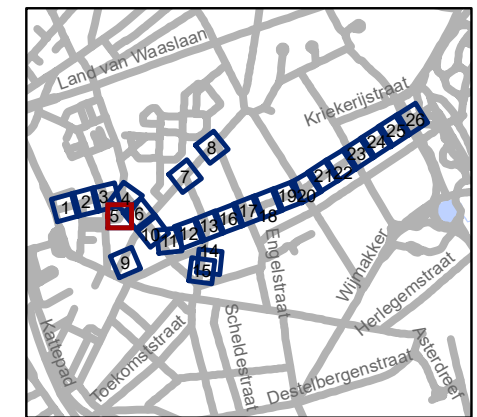 Land van Waaslaan
Kriekerijstraat
1
2
3
4
5
6
7
8
9
10
11
12
13
14
15
16
17
18
19
20
21
22
23
24
25
26
Engelstraat
Wijmakker
Herlegemstraat
Kattepad
Toekomststraat
Scheldestraat
Destelbergenstraat
Asterdreef